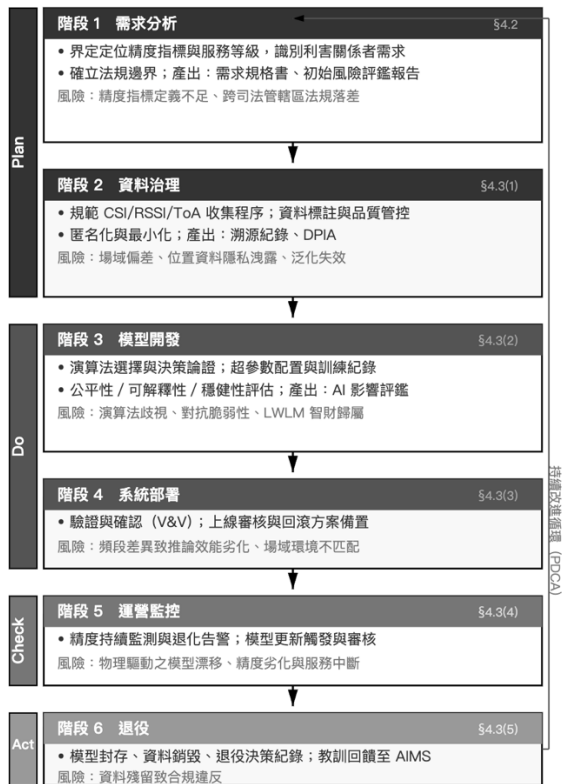 Plan
階段 1 需求分析 §4.2
• 界定定位精度指標與服務等級，識別利害關係者需求
• 確立法規邊界；產出：需求規格書、初始風險評鑑報告
風險：精度指標定義不足、跨司法管轄區法規落差
階段 2 資料治理 §4.3(1)
• 規範 CSI/RSSI/ToA 收集程序；資料標註與品質管控
• 匿名化與最小化；產出：溯源紀錄、DPIA
風險：場域偏差、位置資料隱私洩露、泛化失效
Do
階段 3 模型開發 §4.3(2)
• 演算法選擇與決策論證；超參數配置與訓練紀錄
• 公平性 / 可解釋性 / 穩健性評估；產出：AI 影響評鑑
風險：演算法歧視、對抗脆弱性、LWLM 智財歸屬
階段 4 系統部署 §4.3(3)
• 驗證與確認（V&V）；上線審核與回滾方案備置
風險：頻段差異致推論效能劣化、場域環境不匹配
Check
階段 5 運營監控 §4.3(4)
• 精度持續監測與退化告警；模型更新觸發與審核
風險：物理驅動之模型漂移、精度劣化與服務中斷
Act
階段 6 退役 §4.3(5)
• 模型封存、資料銷毀、退役決策紀錄；教訓回饋至 AIMS
風險：資料殘留致合規違反
持續改進循環（PDCA）